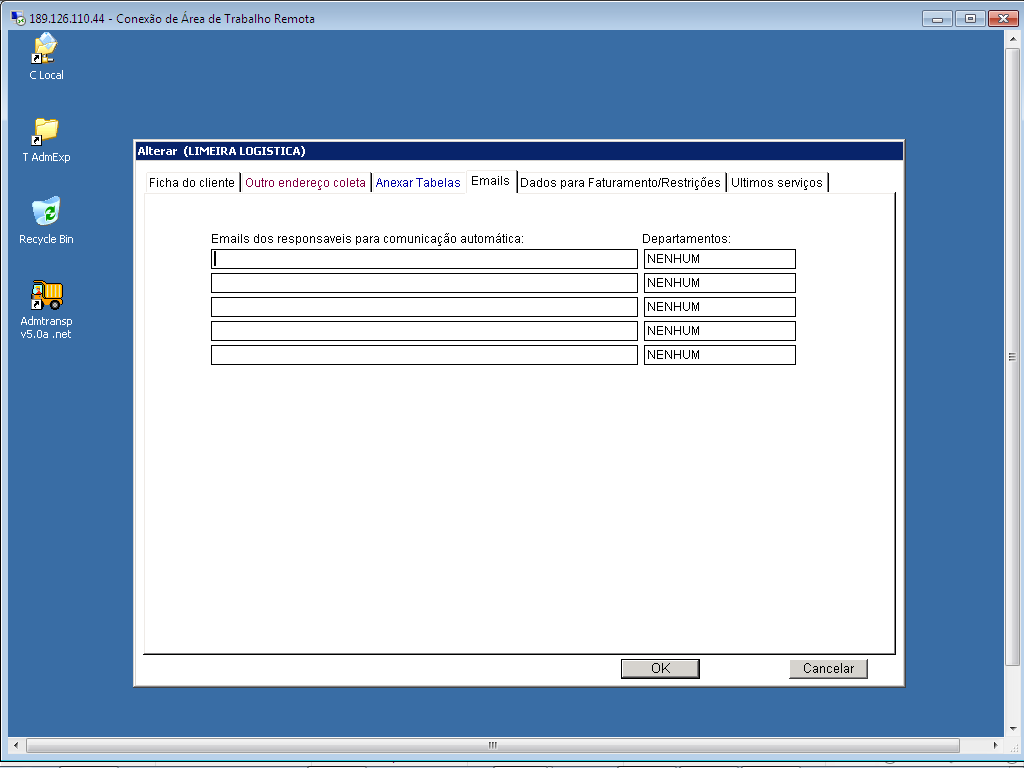 189.126.110.44 - Conexão de Área de Trabalho Remota
C Local
T AdmExp
Recycle Bin
Admtransp
v5.0a .net
Alterar (LIMEIRA LOGISTICA)
Ficha do cliente Outro endereço coleta Anexar Tabelas Emails Dados para Faturamento/Restrições Ultimos serviços
Emails dos responsaveis para comunicação automática: Departamentos:
NENHUM
NENHUM
NENHUM
NENHUM
NENHUM
OK Cancelar